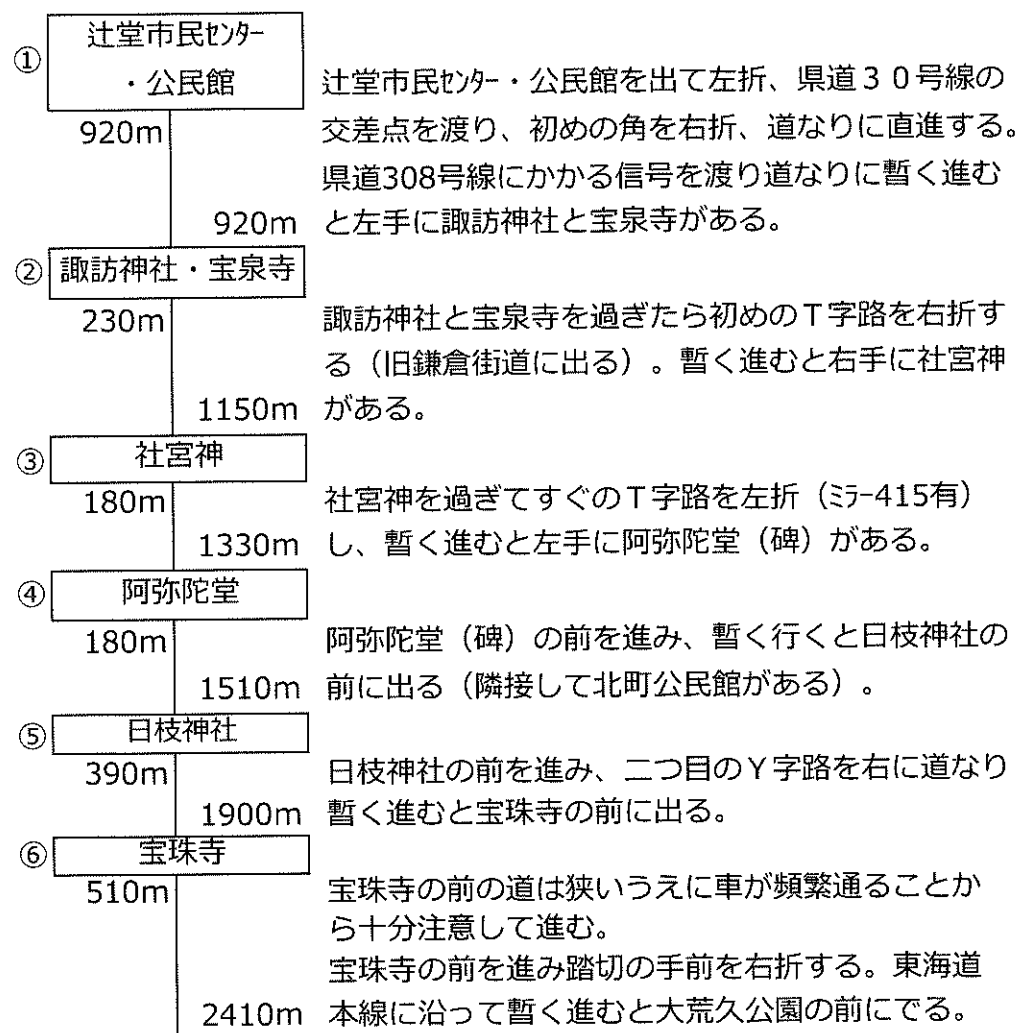 ①
辻堂市民ｾﾝﾀｰ
・公民館
辻堂市民ｾﾝﾀｰ・公民館を出て左折、県道３０号線の
920m
交差点を渡り、初めの角を右折、道なりに直進する。
県道308号線にかかる信号を渡り道なりに暫く進む
920m
と左手に諏訪神社と宝泉寺がある。
② 諏訪神社・宝泉寺
230m
諏訪神社と宝泉寺を過ぎたら初めのＴ字路を右折す
る（旧鎌倉街道に出る）。暫く進むと右手に社宮神
1150m
がある。
③ 社宮神
180m
社宮神を過ぎてすぐのＴ字路を左折（ﾐﾗｰ415有）
1330m
し、暫く進むと左手に阿弥陀堂（碑）がある。
④ 阿弥陀堂
180m
阿弥陀堂（碑）の前を進み、暫く行くと日枝神社の
1510m
前に出る（隣接して北町公民館がある）。
⑤ 日枝神社
390m
日枝神社の前を進み、二つ目のＹ字路を右に道なり
1900m
暫く進むと宝珠寺の前に出る。
⑥ 宝珠寺
510m
宝珠寺の前の道は狭いうえに車が頻繁通ることか
ら十分注意して進む。
宝珠寺の前を進み踏切の手前を右折する。東海道
2410m
本線に沿って暫く進むと大荒久公園の前にでる。